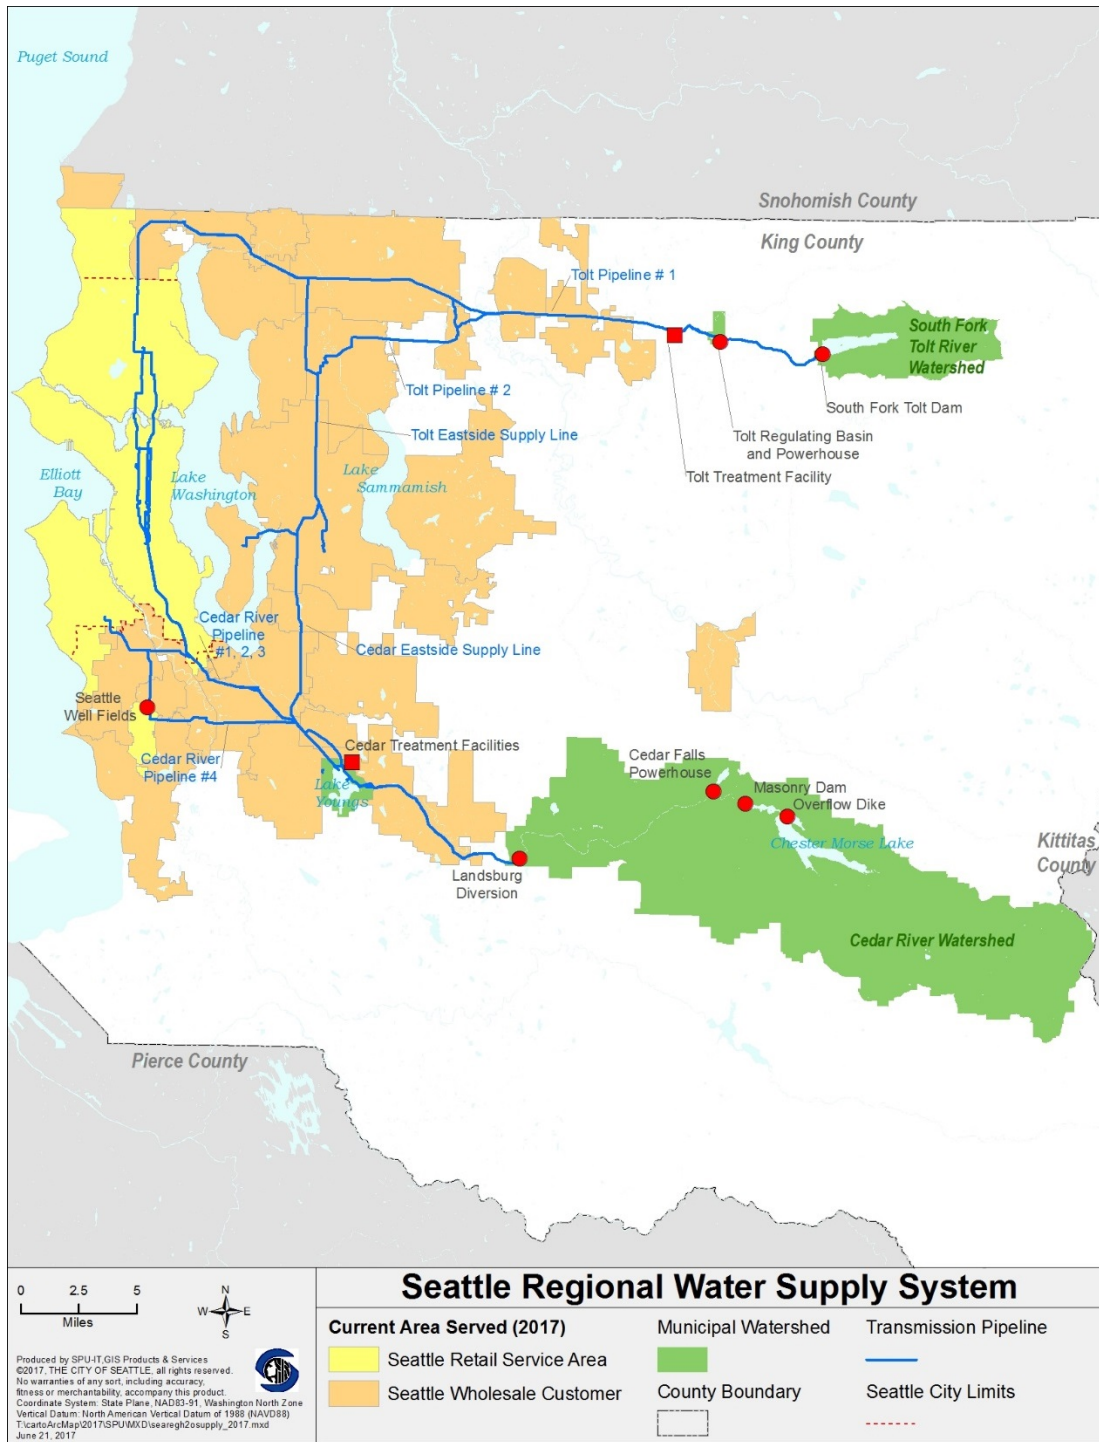 Puget Sound
Snohomish County
King County
Tolt Pipeline # 1
South Fork
Tolt River
Watershed
Tolt Pipeline # 2
South Fork Tolt Dam
Tolt Eastside Supply Line
Tolt Regulating Basin
and Powerhouse
Tolt Treatment Facility
Elliott
Bay
Lake
Washington
Lake
Sammamish
Cedar River
Pipeline
#1, 2, 3
Cedar Eastside Supply Line
Seattle
Well Fields
Cedar River
Pipeline #4
Cedar Treatment Facilities
Lake
Youngs
Cedar Falls
Powerhouse
Masonry Dam
Overflow Dike
Chester Morse Lake
Kittitas
County
Landsburg
Diversion
Cedar River Watershed
Pierce County
0 2.5 5
Miles
N
W E
S
Produced by SPU-IT,GIS Products & Services
©2017, THE CITY OF SEATTLE, all rights reserved.
No warranties of any sort, including accuracy,
fitness or merchantability, accompany this product.
Coordinate System: State Plane, NAD83-91, Washington North Zone
Vertical Datum: North American Vertical Datum of 1988 (NAVD88)
T:\cartoArcMap\2017\SPU\MXD\searegh2osupply_2017.mxd
June 21, 2017
Seattle Regional Water Supply System
Current Area Served (2017)
Seattle Retail Service Area
Seattle Wholesale Customer
Municipal Watershed
County Boundary
Transmission Pipeline
Seattle City Limits